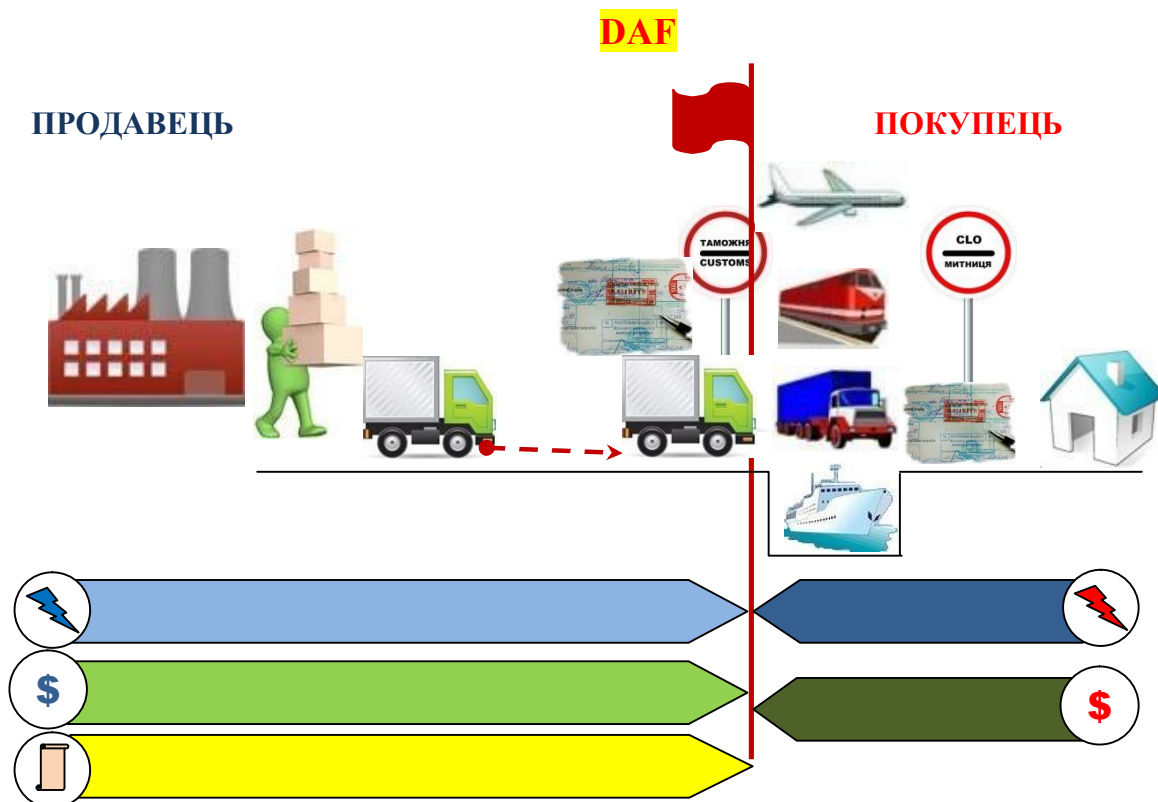 DAF
ПРОДАВЕЦЬ
ПОКУПЕЦЬ
ТАМОЖНЯ
CUSTOMS
CLO
МИТНИЦЯ
$
$